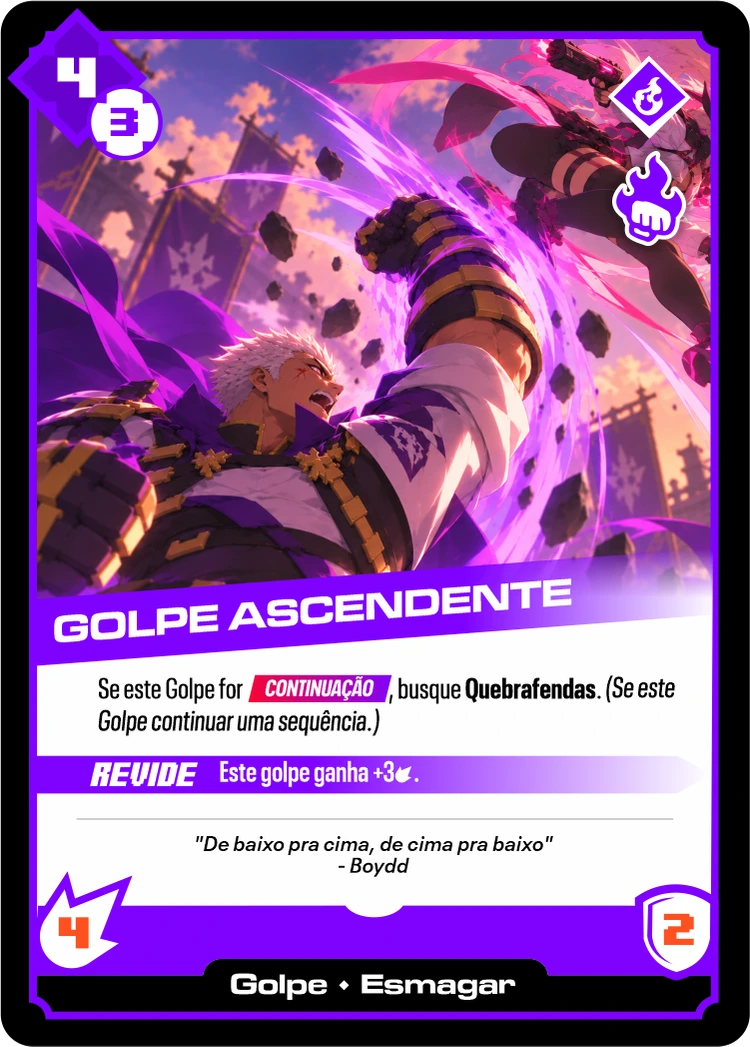 4
3
GOLPE ASCENDENTE
Se este Golpe for CONTINUAÇÃO, busque Quebrafendas. (Se este
Golpe continuar uma sequência.)
REVIDE Este golpe ganha +3.
"De baixo pra cima, de cima pra baixo"
- Boydd
4
2
Golpe • Esmagar